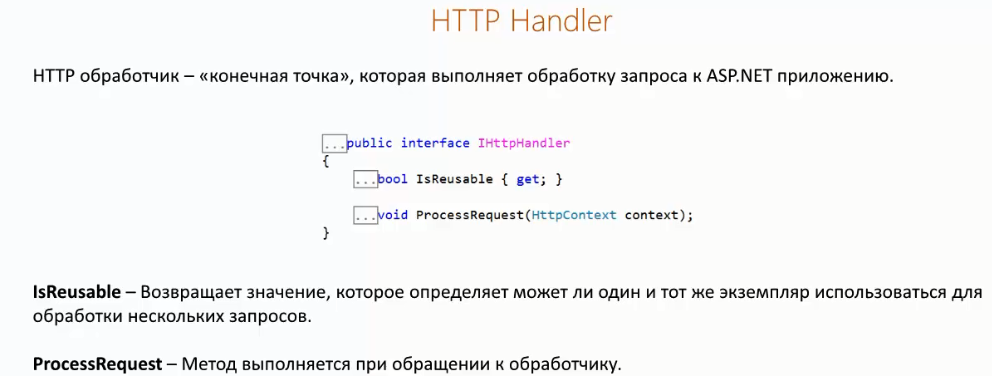 HTTP Handler
HTTP обработчик – «конечная точка», которая выполняет обработку запроса к ASP.NET приложению.
...public interface IHttpHandler
{
...bool IsReusable { get; }
...void ProcessRequest(HttpContext context);
}
IsReusable – Возвращает значение, которое определяет может ли один и тот же экземпляр использоваться для
обработки нескольких запросов.
ProcessRequest – Метод выполняется при обращении к обработчику.